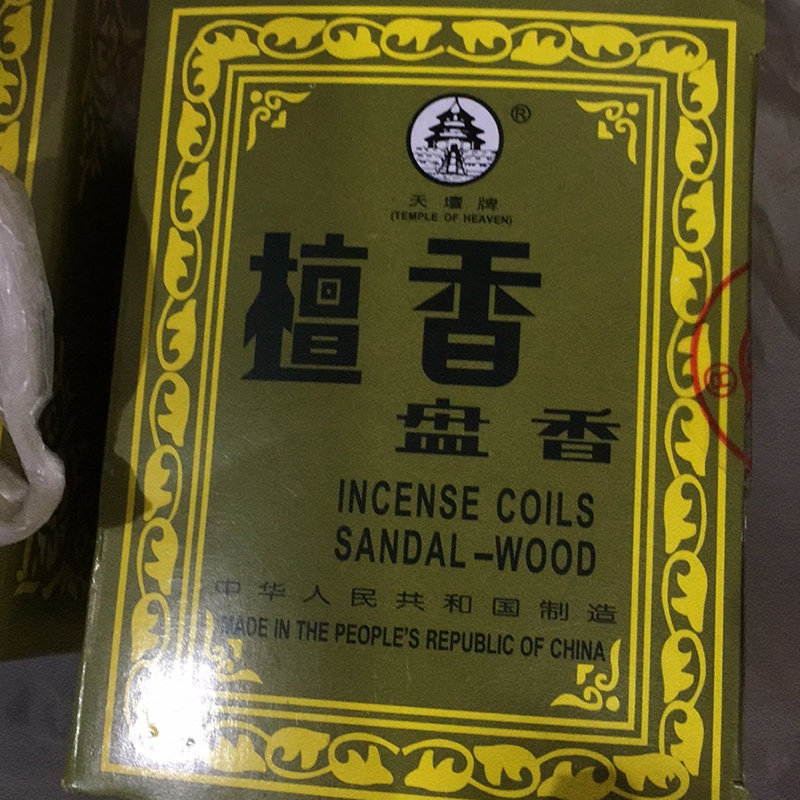 ®
天壇牌
(TEMPLE OF HEAVEN)
檀香
盘香
INCENSE COILS
SANDAL-WOOD
中华人民共和国制造
MADE IN THE PEOPLE'S REPUBLIC OF CHINA
®